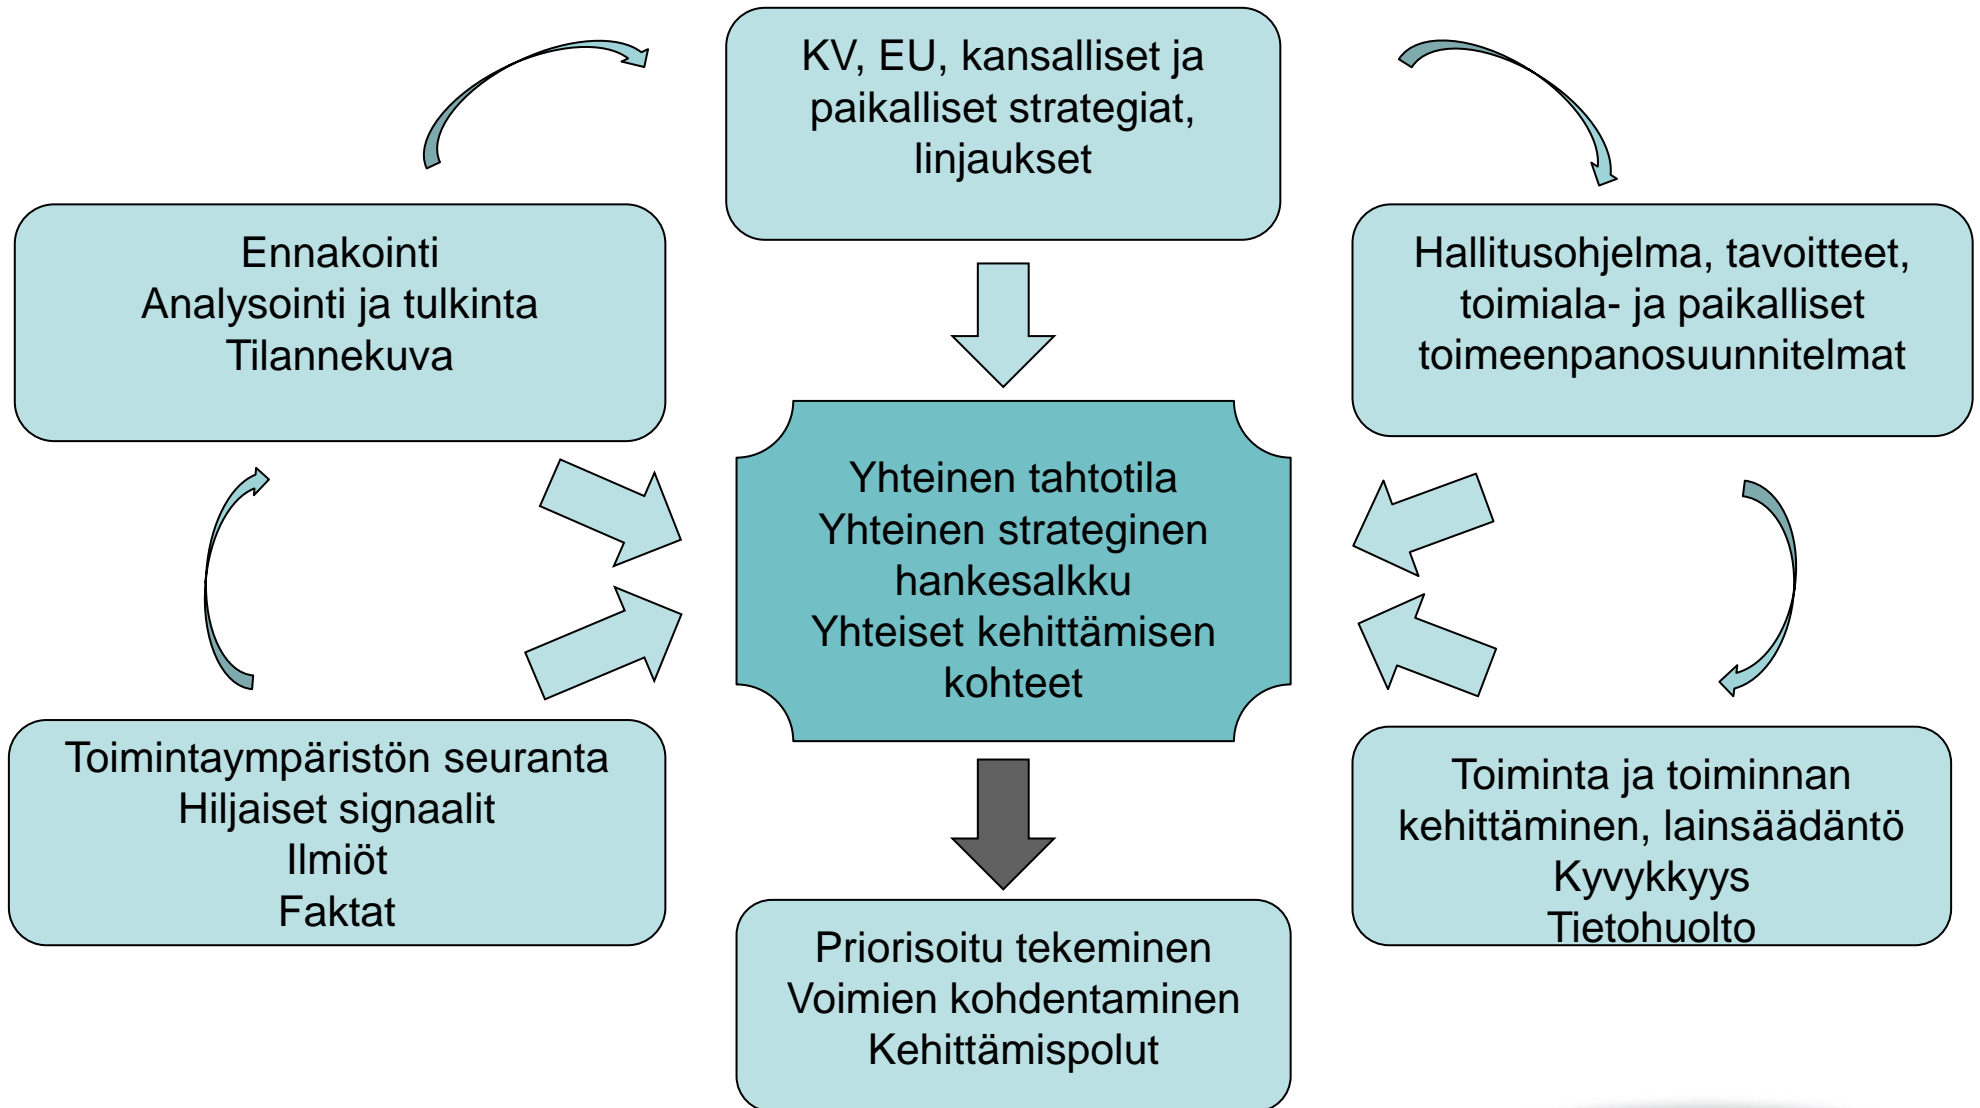 KV, EU, kansalliset ja
paikalliset strategiat,
linjaukset
Ennakointi
Analysointi ja tulkinta
Tilannekuva
Hallitusohjelma, tavoitteet,
toimiala- ja paikalliset
toimeenpanosuunnitelmat
Yhteinen tahtotila
Yhteinen strateginen
hankesalkku
Yhteiset kehittämisen
kohteet
Toimintaympäristön seuranta
Hiljaiset signaalit
Ilmiöt
Faktat
Toiminta ja toiminnan
kehittäminen, lainsäädäntö
Kyvykkyys
Tietohuolto
Priorisoitu tekeminen
Voimien kohdentaminen
Kehittämispolut